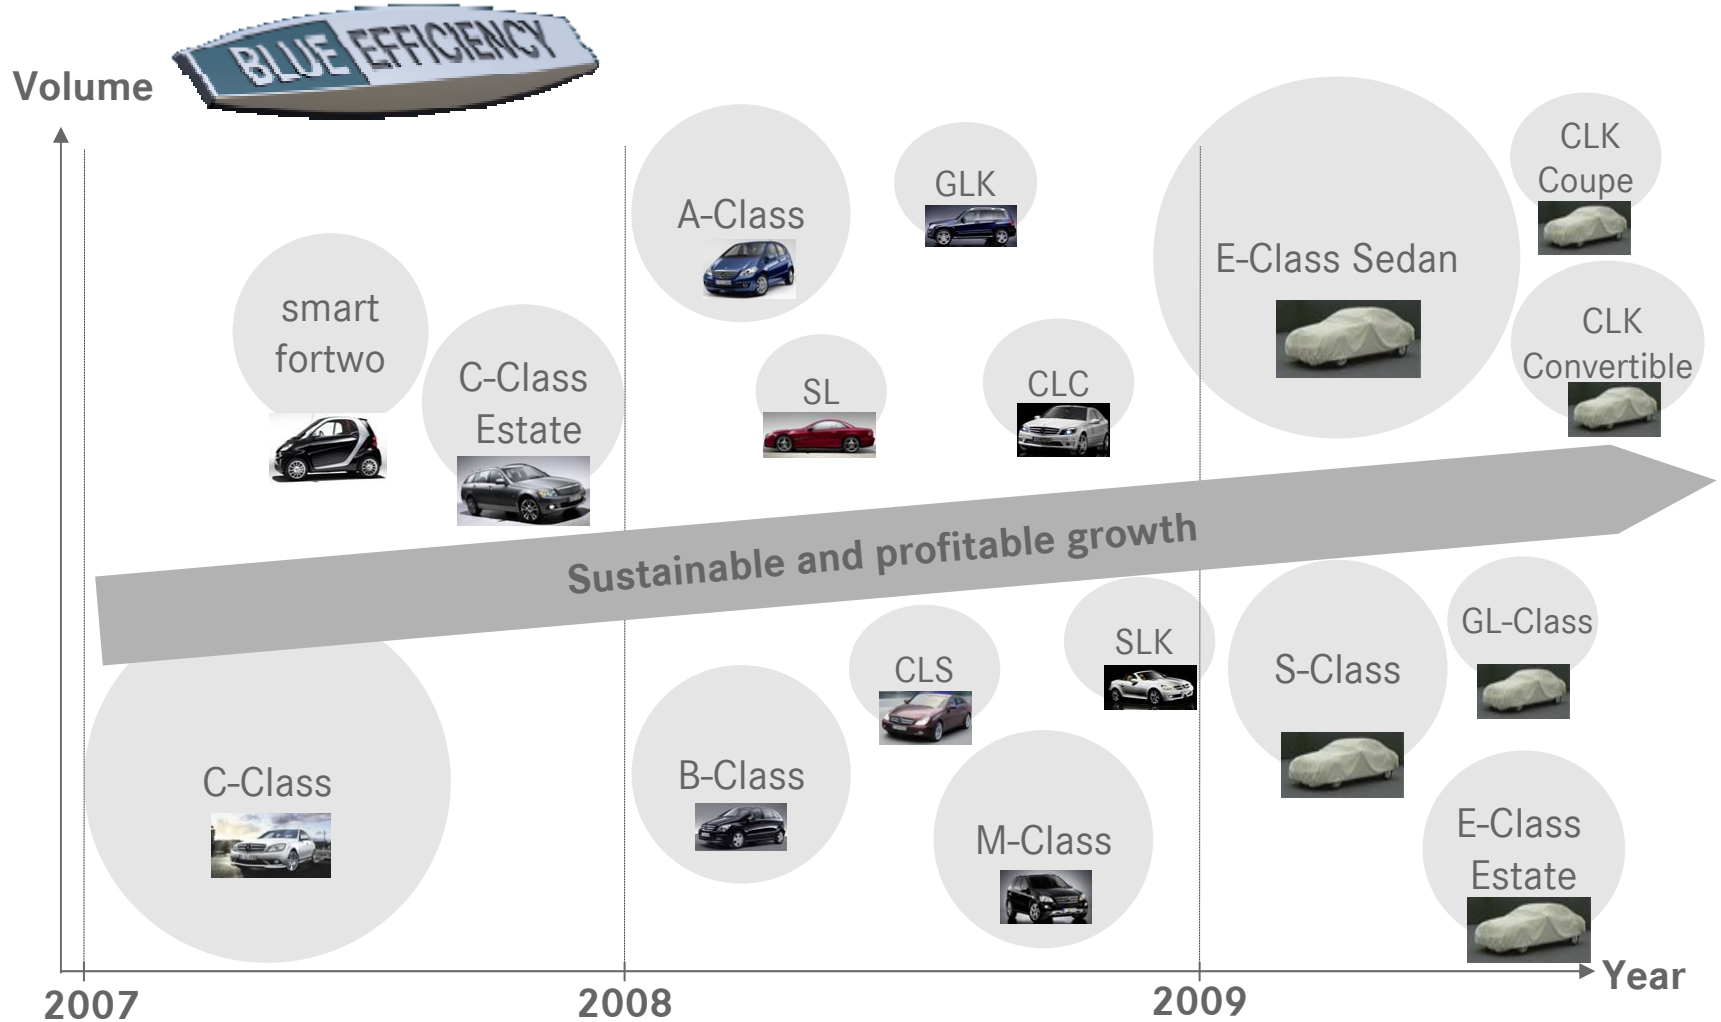 BLUE EFFICIENCY
Volume
smart
fortwo
C-Class
Estate
A-Class
GLK
SL
CLC
E-Class Sedan
CLK
Coupe
CLK
Convertible
Sustainable and profitable growth
C-Class
B-Class
CLS
M-Class
SLK
S-Class
GL-Class
E-Class
Estate
2007
2008
2009
Year